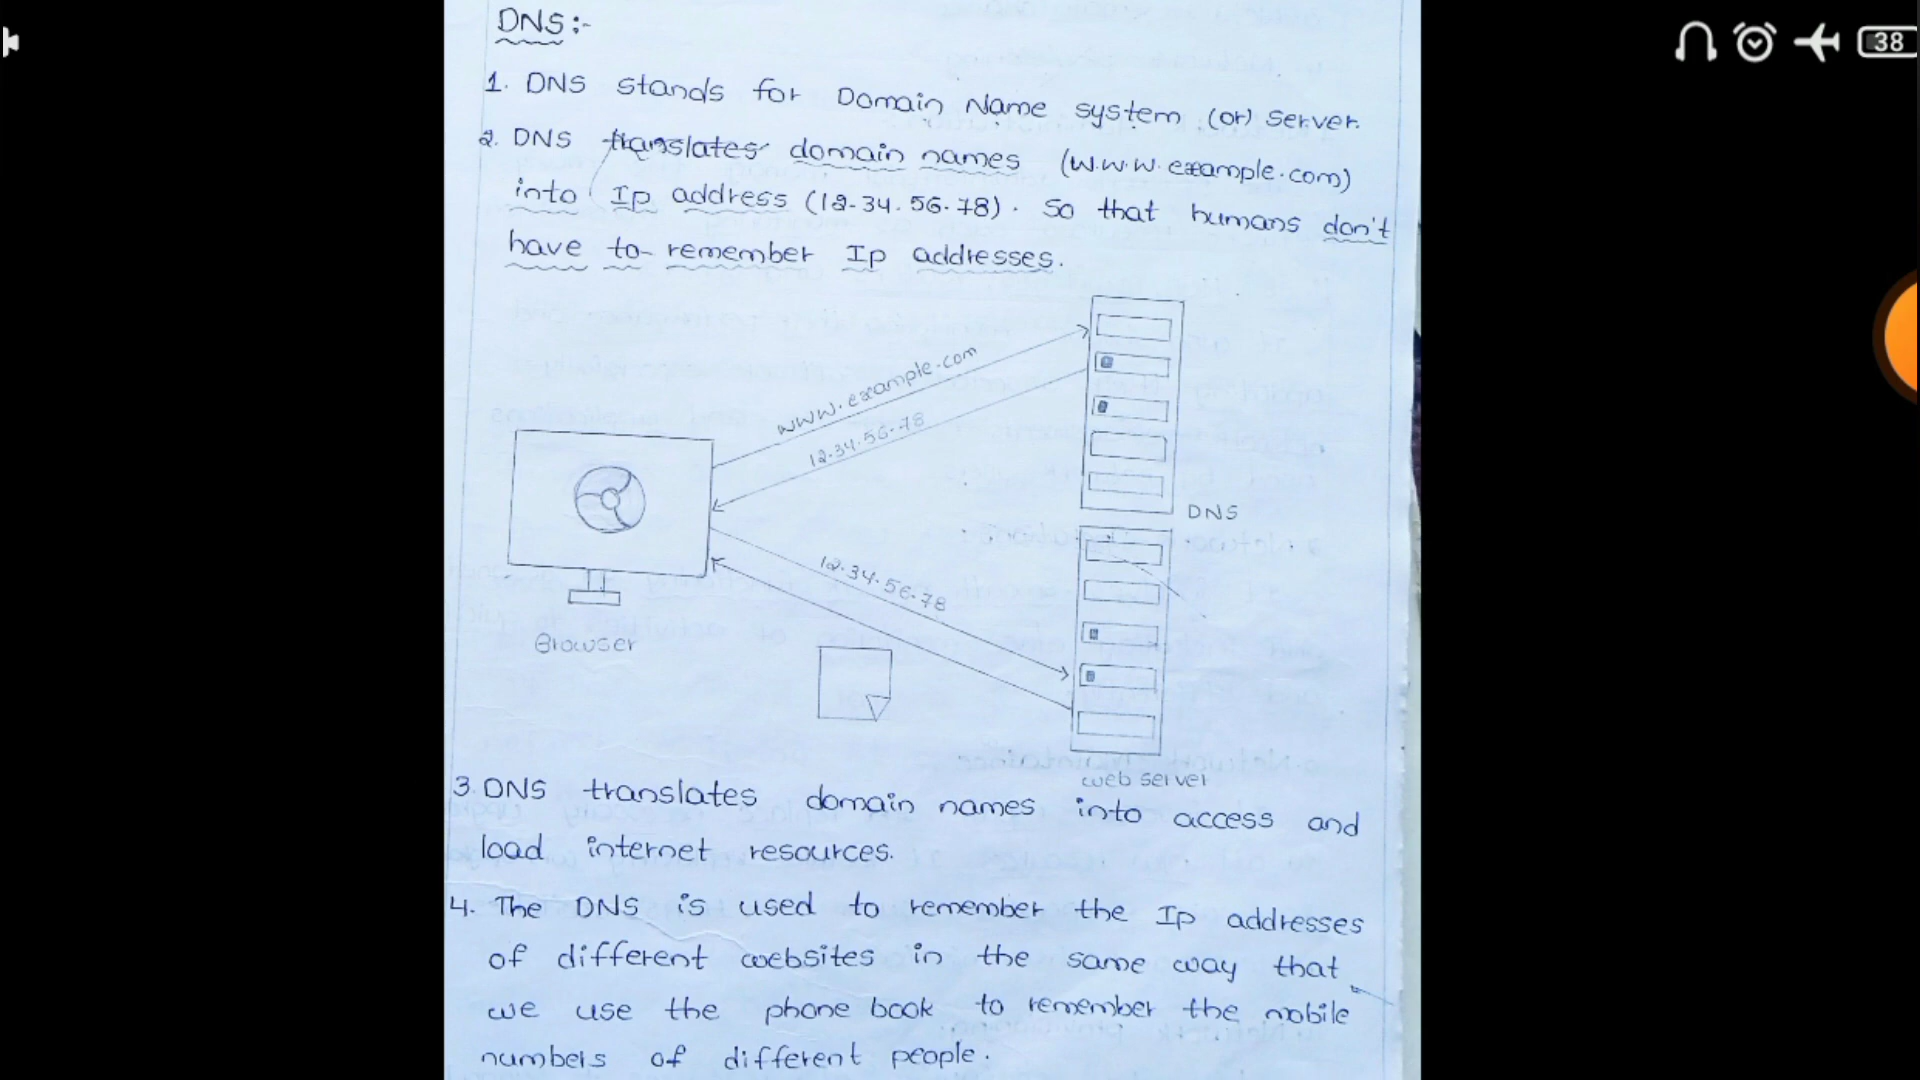 38
DNS:-
1. DNS stands for Domain Name system (or) server.
2. DNS translates domain names (w.w.w.example.com)
into Ip address (12.34.56.78). So that humans don't
have to remember Ip addresses.
www.example.com
12.34.56.78
DNS
12.34.56.78
Browser
web server
3. DNS translates domain names into access and
load internet resources.
4. The DNS is used to remember the Ip addresses
of different websites in the same way that
we use the phone book to remember the mobile
numbers of different people.